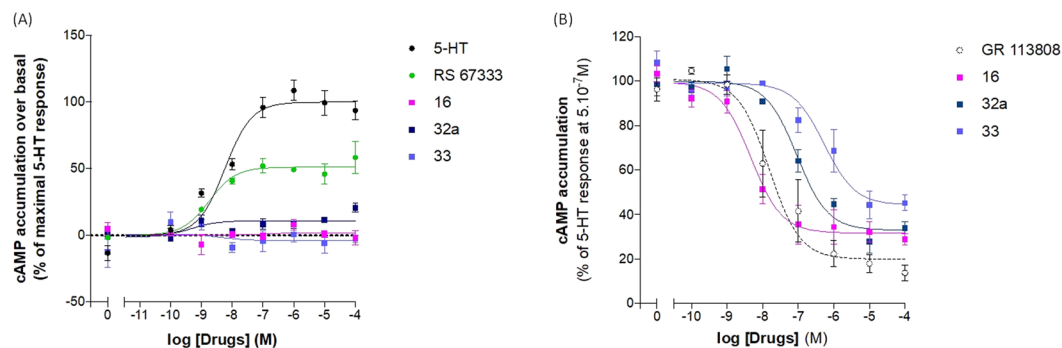 (A)
cAMP accumulation over basal
(% of maximal 5-HT response)
150
100
50
0
-50
0
-11
-10
-9
-8
-7
-6
-5
-4
log [Drugs] (M)
5-HT
RS 67333
16
32a
33
(B)
cAMP accumulation
(% of 5-HT response at 5.10⁻⁷M)
120
100
80
60
40
20
0
0
-10
-9
-8
-7
-6
-5
-4
log [Drugs] (M)
GR 113808
16
32a
33